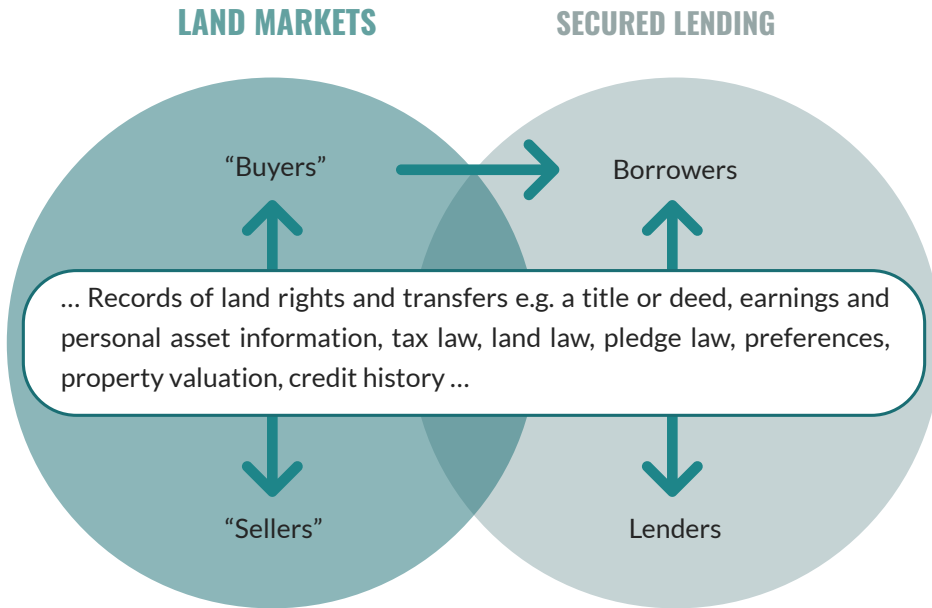 LAND MARKETS
SECURED LENDING
“Buyers”
Borrowers
... Records of land rights and transfers e.g. a title or deed, earnings and
personal asset information, tax law, land law, pledge law, preferences,
property valuation, credit history ...
“Sellers”
Lenders